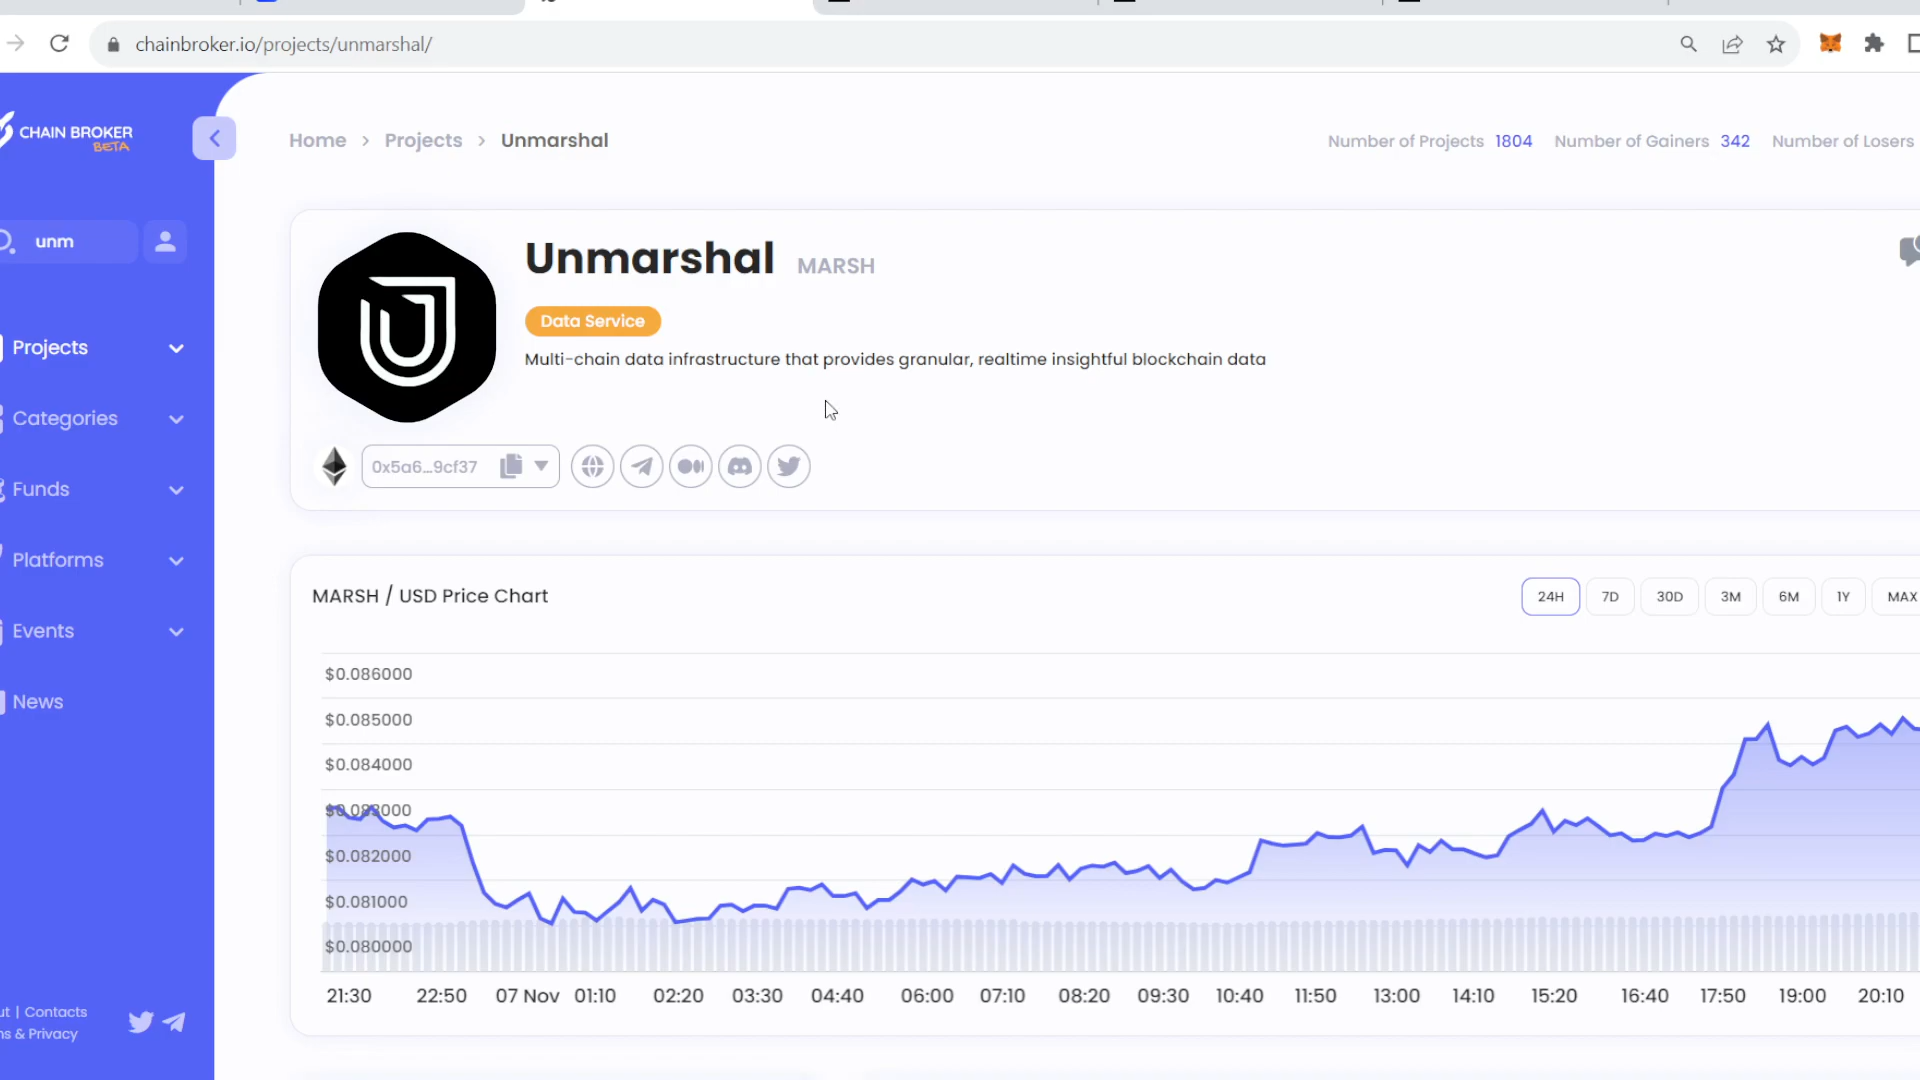 chainbroker.io/projects/unmarshal/
CHAIN BROKER
BETA
Home > Projects > Unmarshal
Number of Projects 1804 Number of Gainers 342 Number of Losers
unm
Unmarshal MARSH
Data Service
Multi-chain data infrastructure that provides granular, realtime insightful blockchain data
0x5a6...9cf37
Projects
Categories
Funds
Platforms
Events
News
MARSH / USD Price Chart
24H 7D 30D 3M 6M 1Y MAX
$0.086000
$0.085000
$0.084000
$0.083000
$0.082000
$0.081000
$0.080000
21:30 22:50 07 Nov 01:10 02:20 03:30 04:40 06:00 07:10 08:20 09:30 10:40 11:50 13:00 14:10 15:20 16:40 17:50 19:00 20:10
ut | Contacts
ns & Privacy